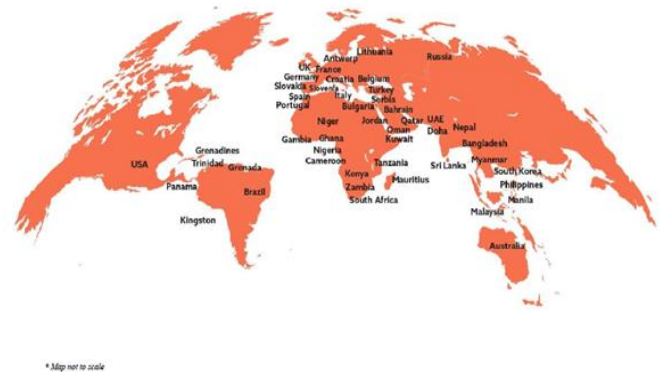 Lithuania
Antwerp
Russia
UK
France
Germany
Croatia
Belgium
Slovakia
Slovenia
Turkey
Spain
Italy
Serbia
Portugal
Bulgaria
Bahrain
Niger
Jordan
Qatar
UAE
Oman
Doha
Nepal
Gambia
Ghana
Kuwait
Bangladesh
Nigeria
Grenadines
Cameroon
Tanzania
Myanmar
USA
Trinidad
Grenada
Sri Lanka
Kenya
South Korea
Mauritius
Panama
Brazil
Zambia
Philippines
South Africa
Manila
Malaysia
Kingston
Australia
* Map not to scale